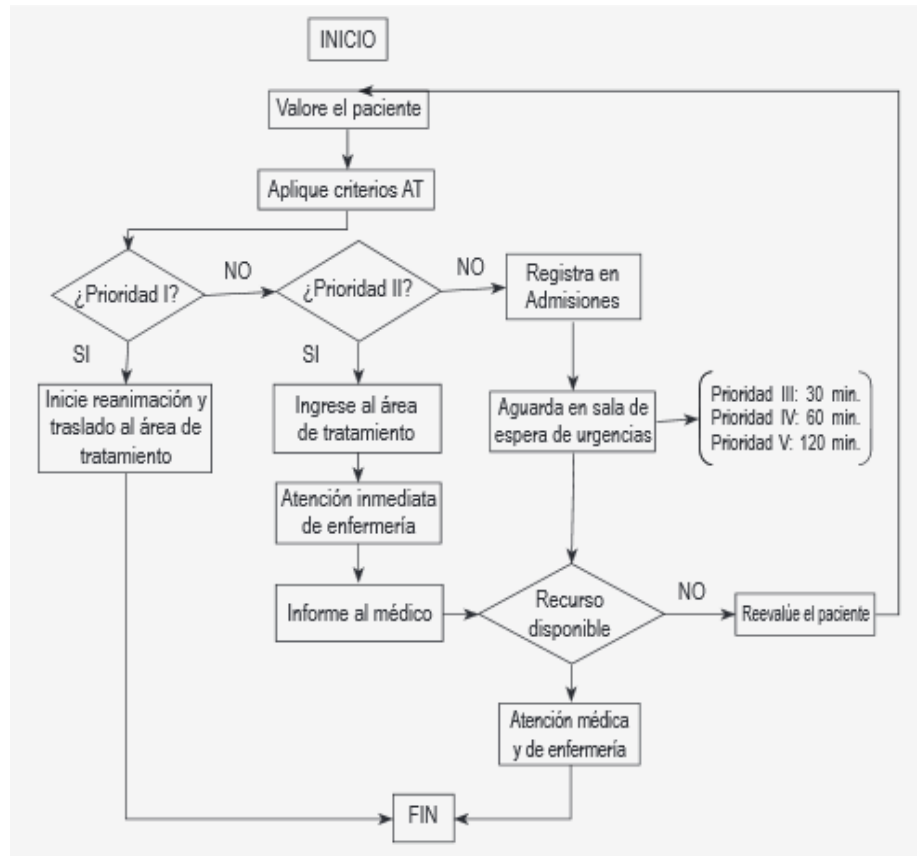 INICIO
Valore el paciente
Aplique criterios AT
¿Prioridad I?
NO
¿Prioridad II?
NO
Registra en
Admisiones
SI
SI
Inicie reanimación y
traslado al área de
tratamiento
Ingrese al área
de tratamiento
Aguarda en sala de
espera de urgencias
Prioridad III: 30 min.
Prioridad IV: 60 min.
Prioridad V: 120 min.
Atención inmediata
de enfermería
Informe al médico
Recurso
disponible
NO
Reevalúe el paciente
Atención médica
y de enfermería
FIN